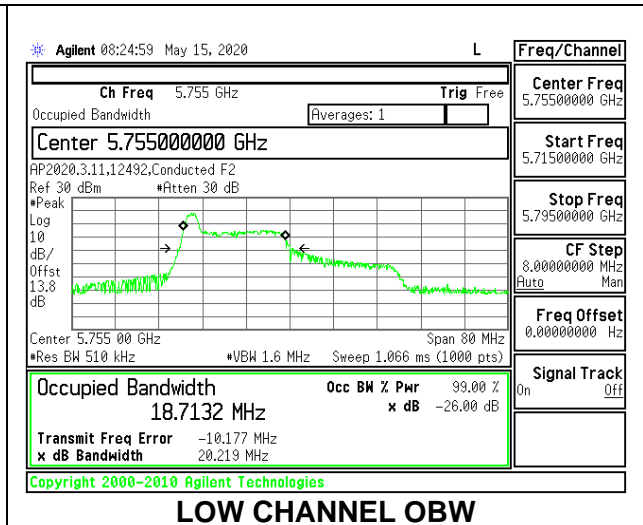 Agilent 08:24:59 May 15, 2020 L Freq/Channel
Ch Freq 5.755 GHz Trig Free
Occupied Bandwidth Averages: 1
Center 5.755000000 GHz
AP2020.3.11,12492,Conducted F2
Ref 30 dBm #Atten 30 dB
#Peak
Log
10
dB/
Offst
13.8
dB
Center 5.755 00 GHz Span 80 MHz
#Res BW 510 kHz #VBW 1.6 MHz Sweep 1.066 ms (1000 pts)
Occupied Bandwidth Occ BW % Pwr 99.00 %
18.7132 MHz x dB -26.00 dB
Transmit Freq Error -10.177 MHz
x dB Bandwidth 20.219 MHz
Center Freq
5.75500000 GHz
Start Freq
5.71500000 GHz
Stop Freq
5.79500000 GHz
CF Step
8.00000000 MHz
Auto Man
Freq Offset
0.00000000 Hz
Signal Track
On Off
Copyright 2000-2010 Agilent Technologies
LOW CHANNEL OBW